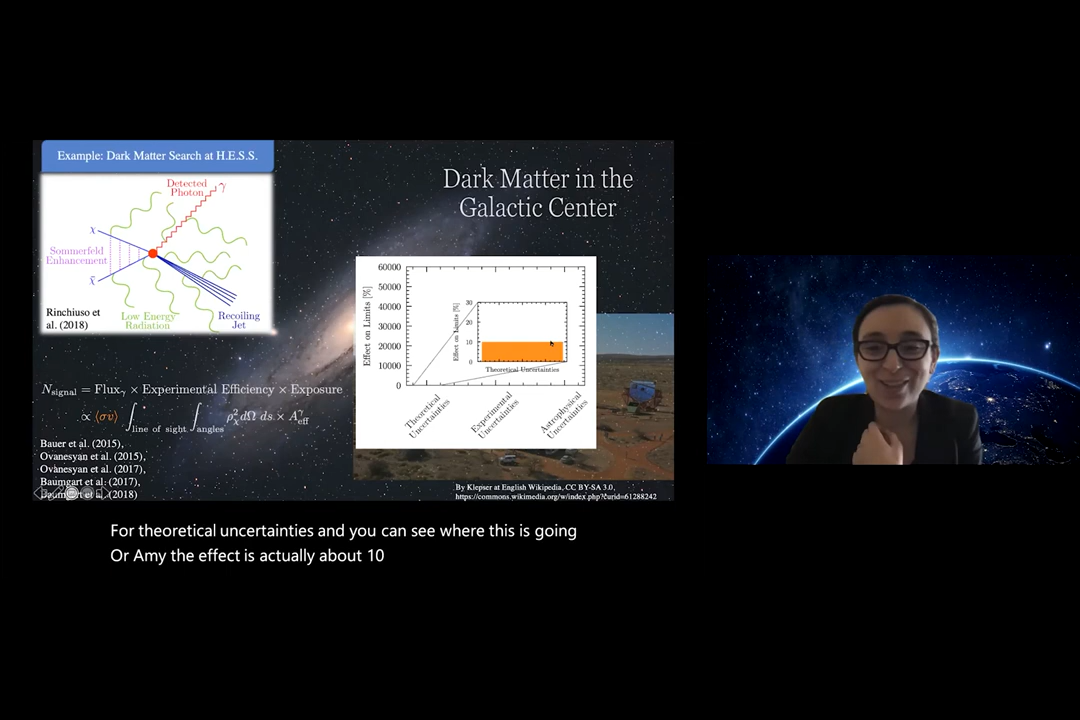 Example: Dark Matter Search at H.E.S.S.
Dark Matter in the
Galactic Center
Detected
Photon
γ
χ
Sommerfeld
Enhancement
χ̄
Rinchiuso et
al. (2018)
Low Energy
Radiation
Recoiling
Jet
60000
50000
40000
30000
20000
10000
0
Effect on Limits [%]
30
20
10
0
Effect on Limits [%]
Theoretical Uncertainties
Theoretical
Uncertainties
Experimental
Uncertainties
Astrophysical
Uncertainties
N_signal = Flux_γ × Experimental Efficiency × Exposure
∝ ⟨σv⟩ ∫_line of sight ∫_angles ρ_χ^2 dΩ ds × A_eff^γ
Bauer et al. (2015),
Ovanesyan et al. (2015),
Ovanesyan et al. (2017),
Baumgart et al. (2017),
Baumgart et al. (2018)
By Klepser at English Wikipedia, CC BY-SA 3.0,
https://commons.wikimedia.org/w/index.php?curid=61288242
For theoretical uncertainties and you can see where this is going
Or Amy the effect is actually about 10